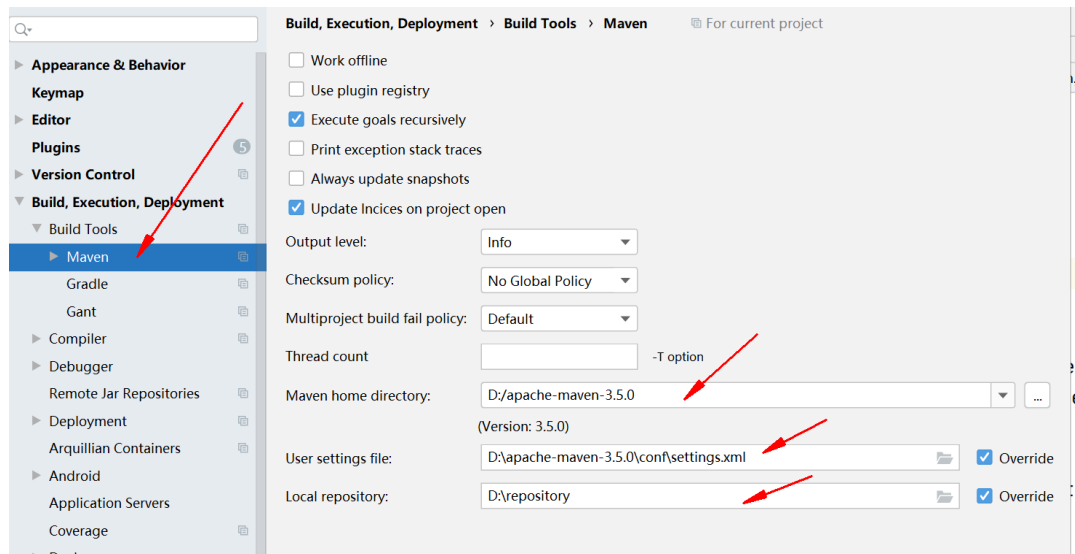 Build, Execution, Deployment › Build Tools › Maven For current project
Appearance & Behavior
Keymap
Editor
Plugins 5
Version Control
Build, Execution, Deployment
Build Tools
Maven
Gradle
Gant
Compiler
Debugger
Remote Jar Repositories
Deployment
Arquillian Containers
Android
Application Servers
Coverage
Work offline
Use plugin registry
Execute goals recursively
Print exception stack traces
Always update snapshots
Update Incices on project open
Output level: Info
Checksum policy: No Global Policy
Multiproject build fail policy: Default
Thread count -T option
Maven home directory: D:/apache-maven-3.5.0 ...
(Version: 3.5.0)
User settings file: D:\apache-maven-3.5.0\conf\settings.xml Override
Local repository: D:\repository Override